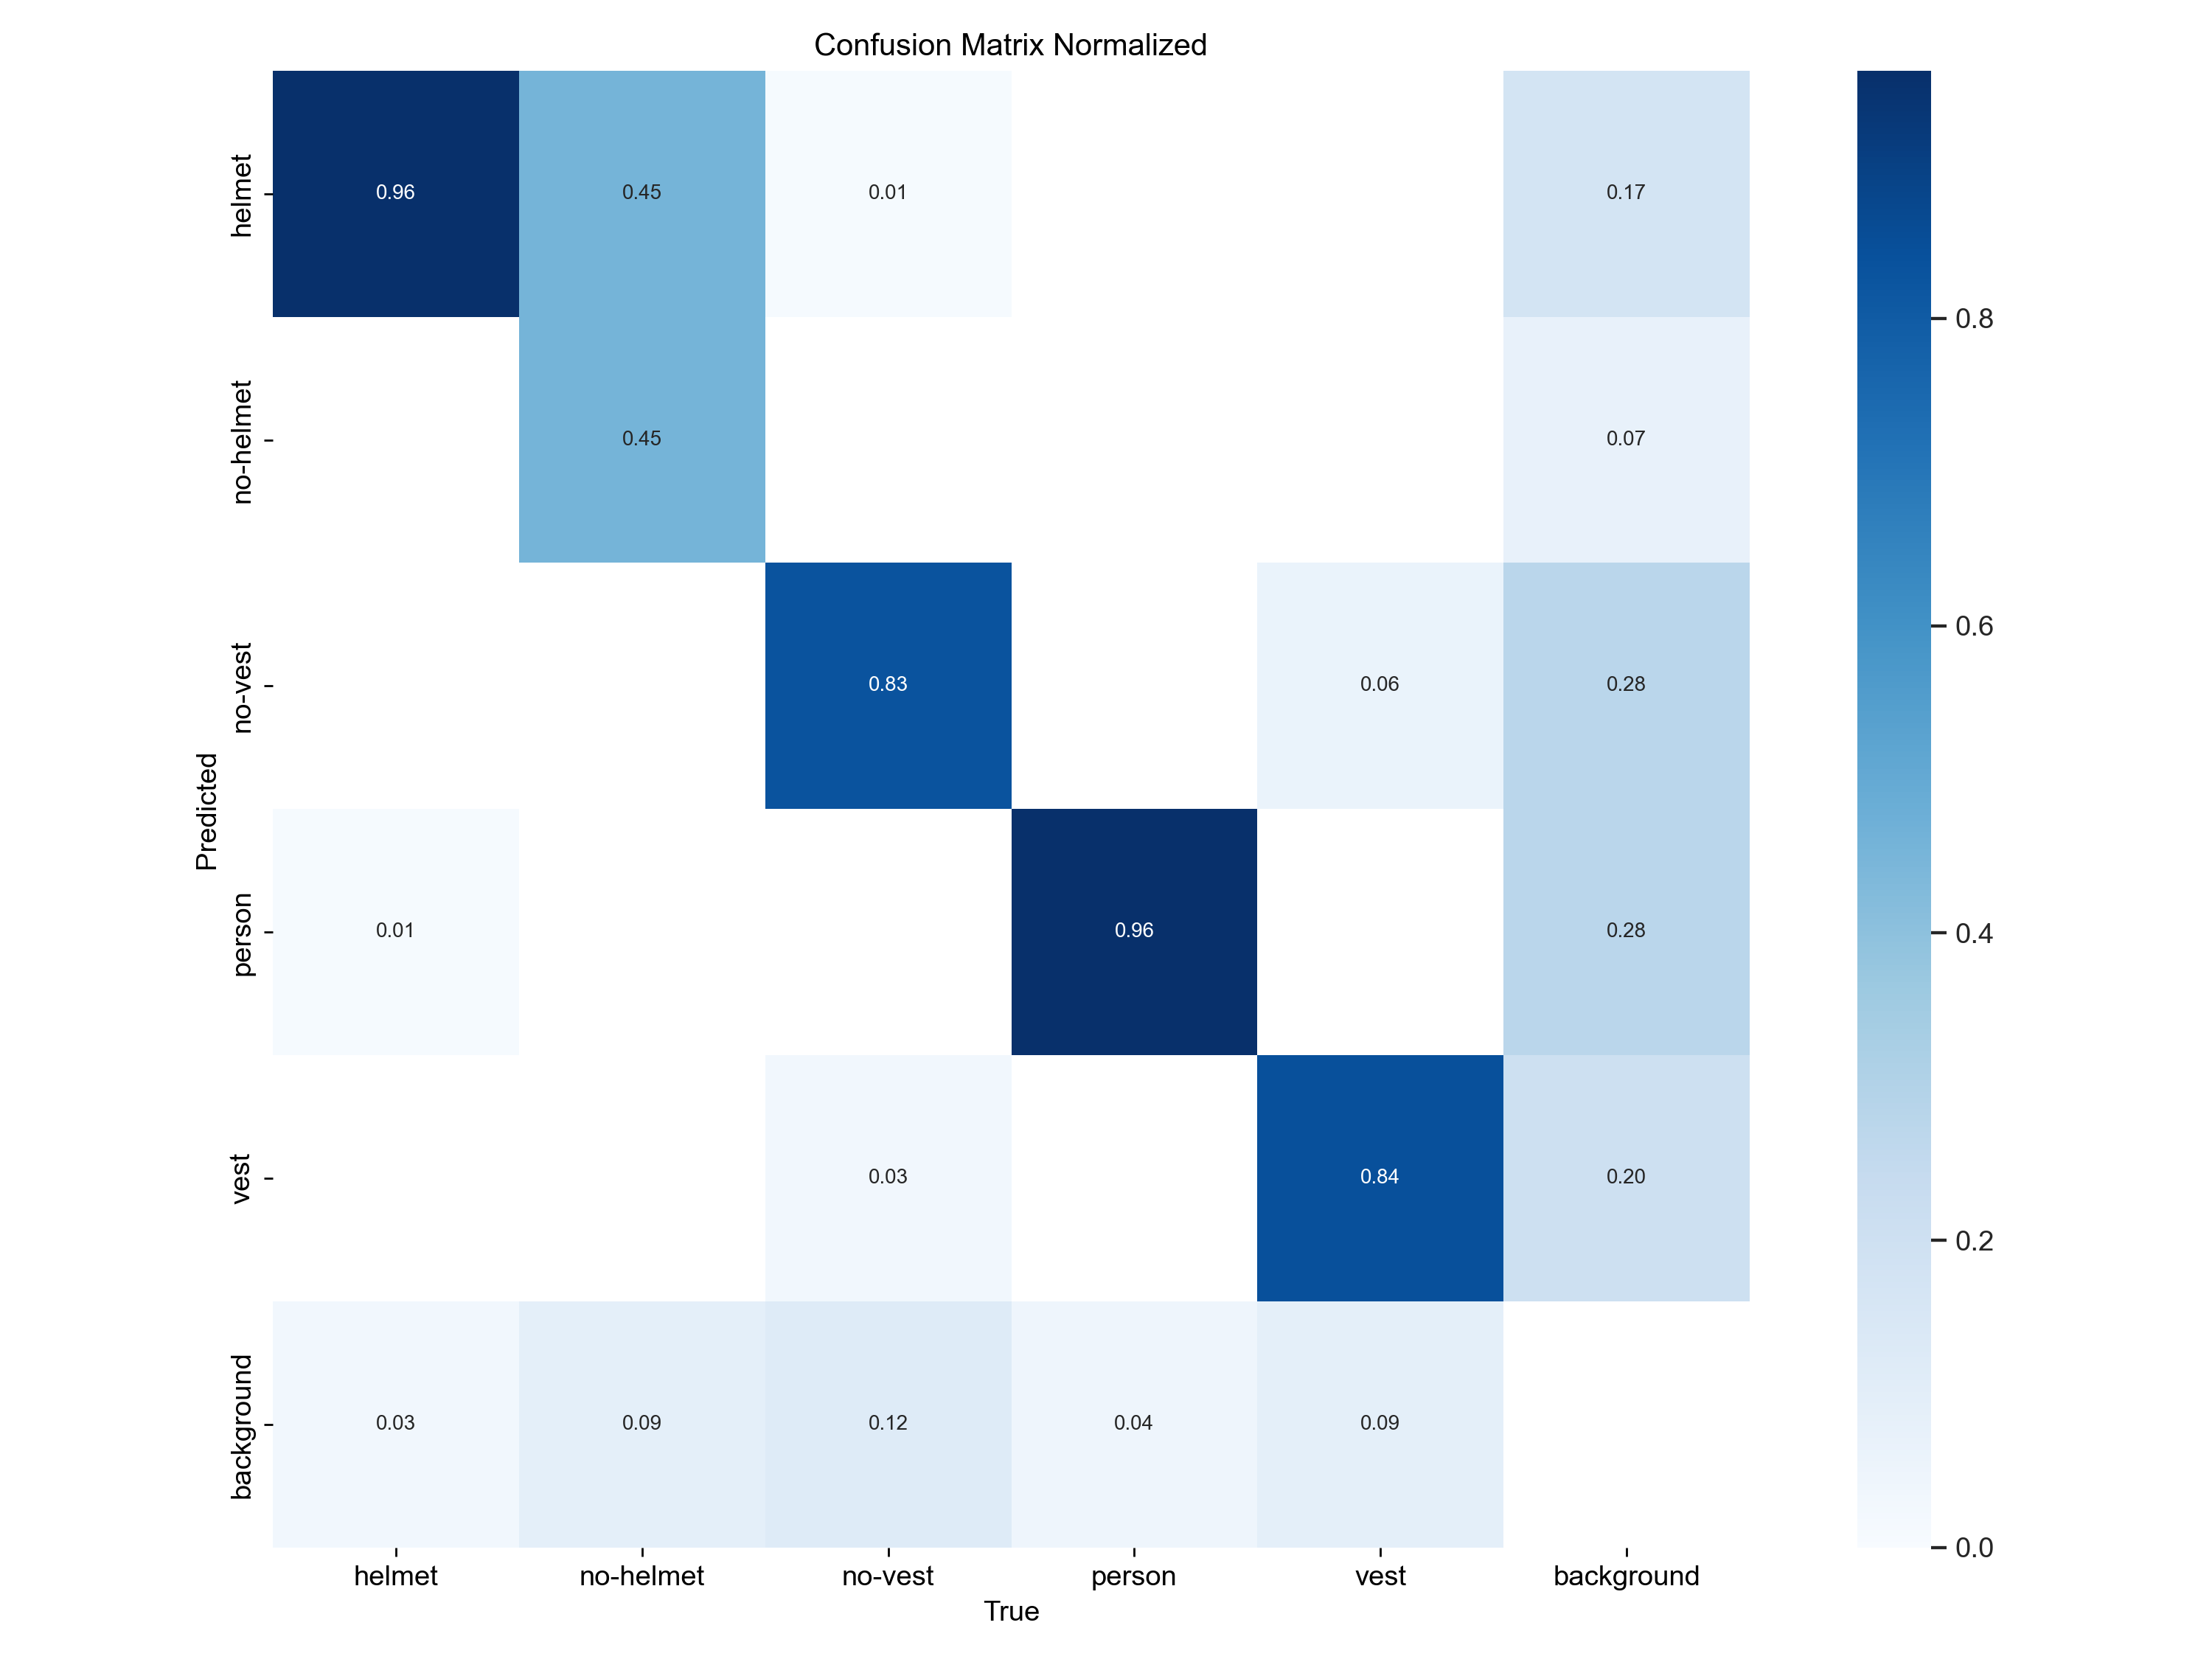 Confusion Matrix Normalized
helmet
0.96
0.45
0.01
0.17
no-helmet
0.45
0.07
no-vest
0.83
0.06
0.28
person
0.01
0.96
0.28
vest
0.03
0.84
0.20
background
0.03
0.09
0.12
0.04
0.09
Predicted
helmet
no-helmet
no-vest
person
vest
background
True
0.8
0.6
0.4
0.2
0.0